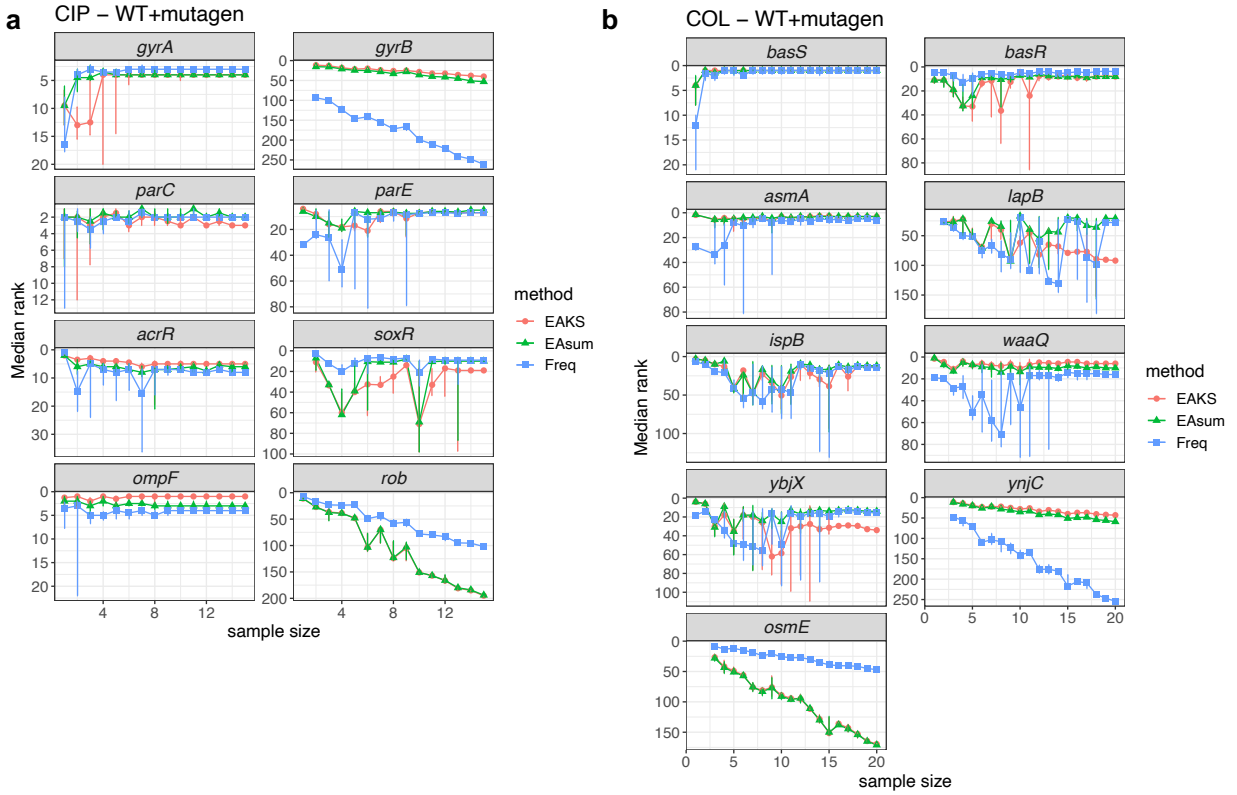 a
CIP – WT+mutagen
gyrA
gyrB
5
10
15
20
0
50
100
150
200
250
parC
parE
2
4
6
8
10
12
20
40
60
80
acrR
soxR
0
10
20
30
0
20
40
60
80
100
ompF
rob
0
5
10
15
20
0
50
100
150
200
4
8
12
4
8
12
sample size
Median rank
method
EAKS
EAsum
Freq
b
COL – WT+mutagen
basS
basR
0
5
10
15
20
0
20
40
60
80
asmA
lapB
0
20
40
60
80
50
100
150
ispB
waaQ
0
50
100
0
20
40
60
80
ybjX
ynjC
0
20
40
60
80
100
0
50
100
150
200
250
0
5
10
15
20
osmE
0
50
100
150
0
5
10
15
20
sample size
Median rank
method
EAKS
EAsum
Freq